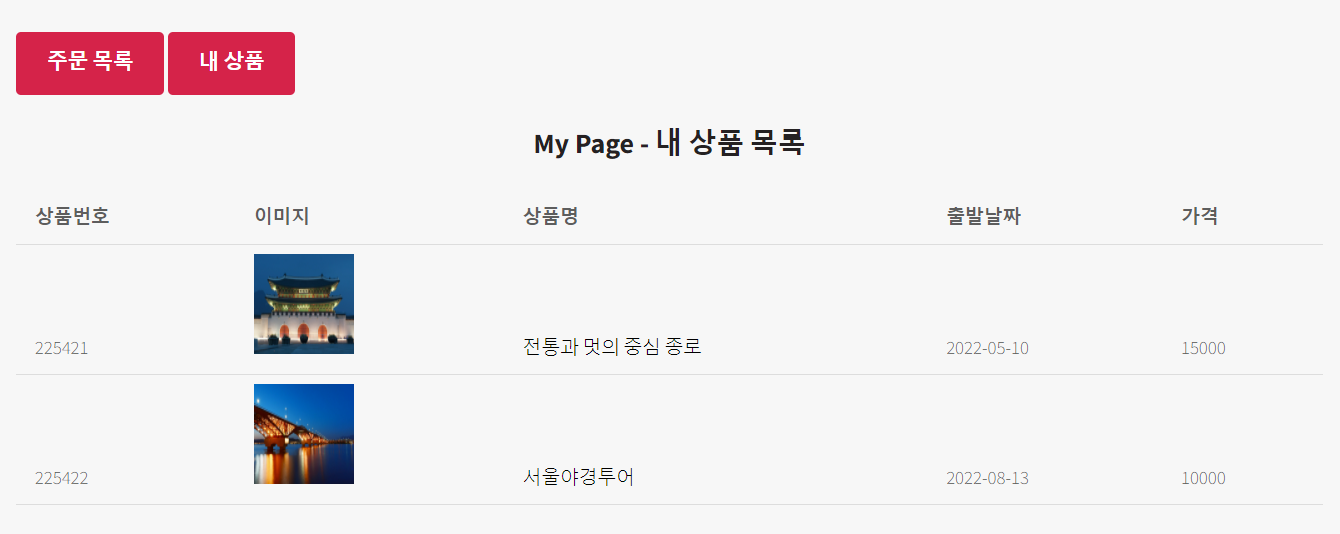 주문 목록 내 상품
My Page - 내 상품 목록
상품번호 이미지 상품명 출발날짜 가격
225421 전통과 멋의 중심 종로 2022-05-10 15000
225422 서울야경투어 2022-08-13 10000